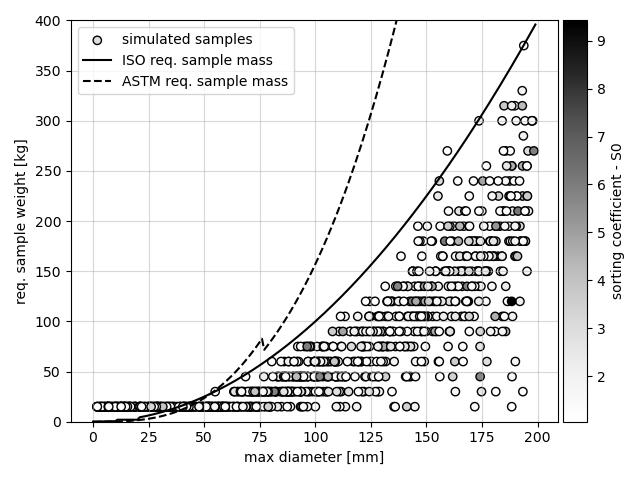 simulated samples
ISO req. sample mass
ASTM req. sample mass
400
350
300
250
200
150
100
50
0
req. sample weight [kg]
0 25 50 75 100 125 150 175 200
max diameter [mm]
9
8
7
6
5
4
3
2
sorting coefficient - S0